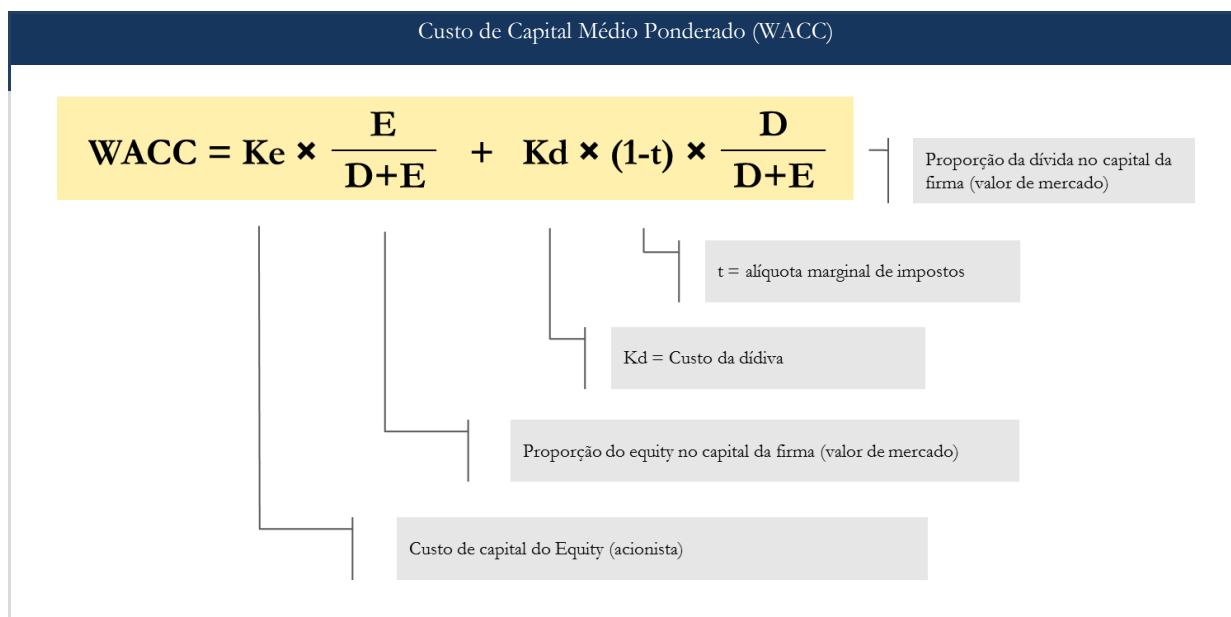 Custo de Capital Médio Ponderado (WACC)
WACC = Ke × E/D+E + Kd × (1-t) × D/D+E
Proporção da dívida no capital da
firma (valor de mercado)
t = alíquota marginal de impostos
Kd = Custo da dídiva
Proporção do equity no capital da firma (valor de mercado)
Custo de capital do Equity (acionista)